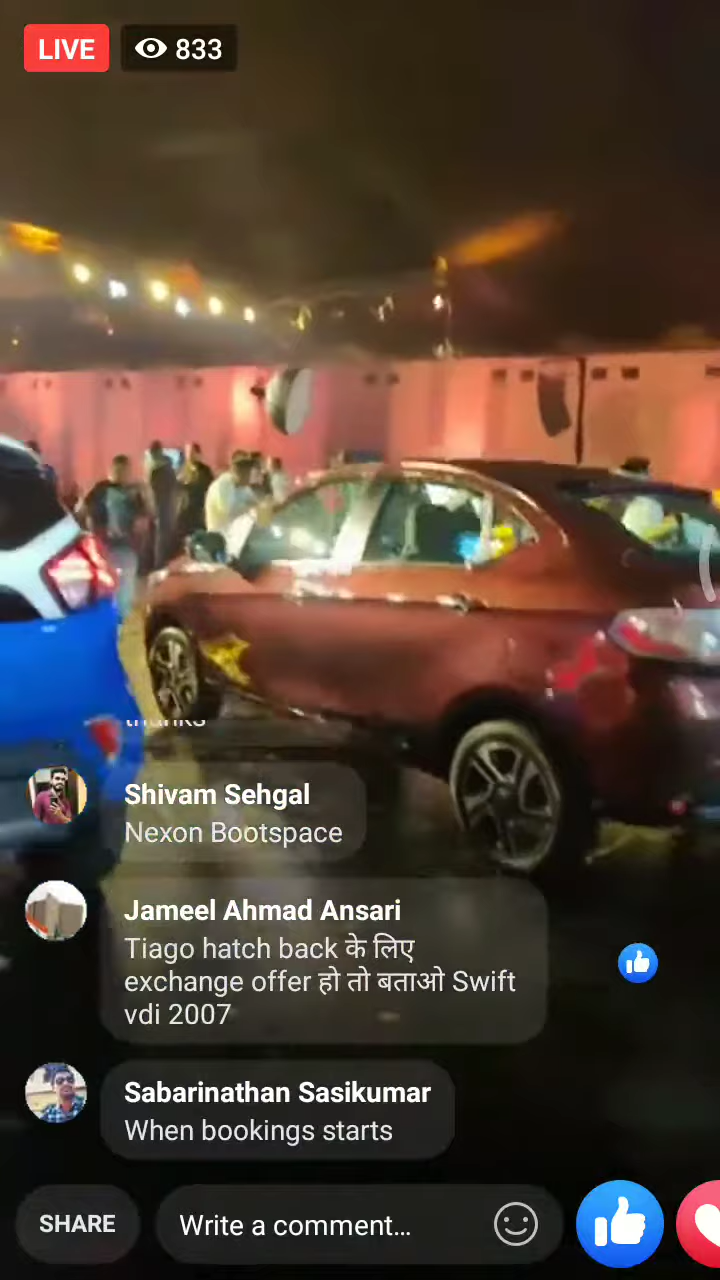 LIVE
833
thanks
Shivam Sehgal
Nexon Bootspace
Jameel Ahmad Ansari
Tiago hatch back के लिए
exchange offer हो तो बताओ Swift
vdi 2007
Sabarinathan Sasikumar
When bookings starts
SHARE
Write a comment...